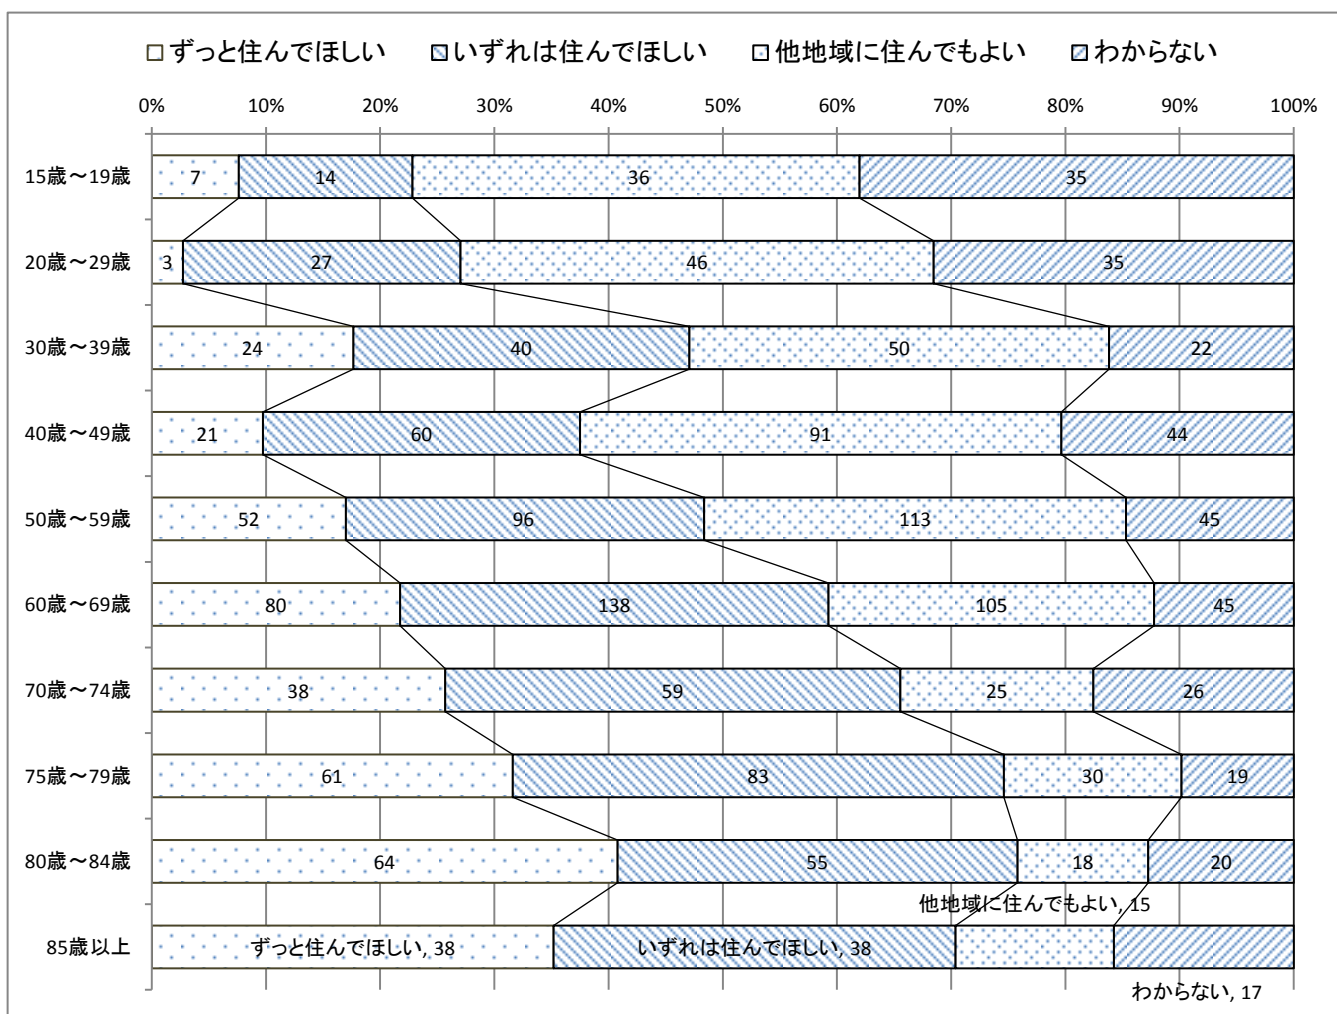 ずっと住んでほしい いずれは住んでほしい 他地域に住んでもよい わからない
0% 10% 20% 30% 40% 50% 60% 70% 80% 90% 100%
15歳～19歳 7 14 36 35
20歳～29歳 3 27 46 35
30歳～39歳 24 40 50 22
40歳～49歳 21 60 91 44
50歳～59歳 52 96 113 45
60歳～69歳 80 138 105 45
70歳～74歳 38 59 25 26
75歳～79歳 61 83 30 19
80歳～84歳 64 55 18 20
他地域に住んでもよい, 15
85歳以上 ずっと住んでほしい, 38 いずれは住んでほしい, 38
わからない, 17